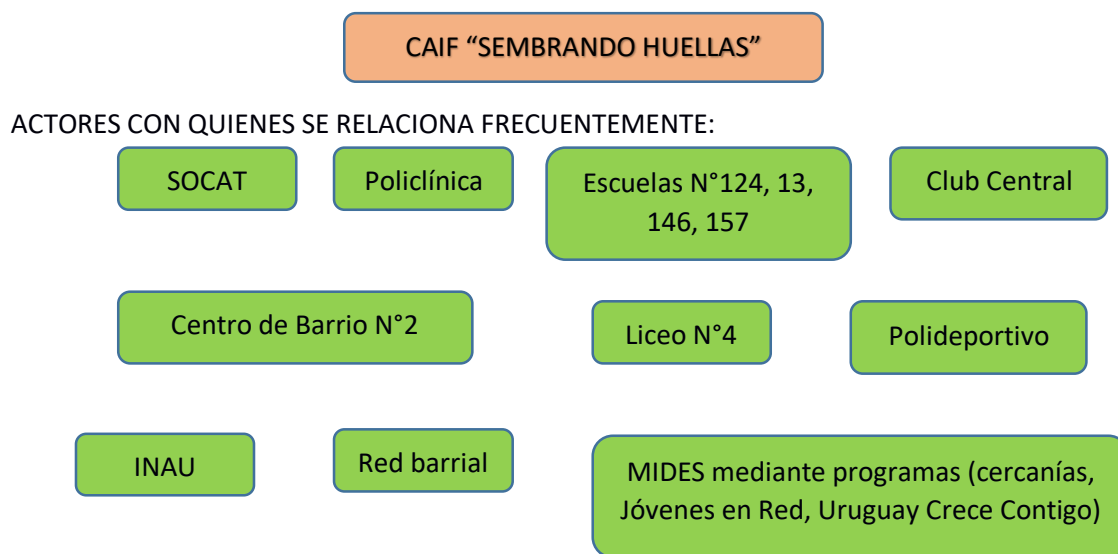 CAIF “SEMBRANDO HUELLAS”
ACTORES CON QUIENES SE RELACIONA FRECUENTEMENTE:
SOCAT
Policlínica
Escuelas N°124, 13,
146, 157
Club Central
Centro de Barrio N°2
Liceo N°4
Polideportivo
INAU
Red barrial
MIDES mediante programas (cercanías,
Jóvenes en Red, Uruguay Crece Contigo)